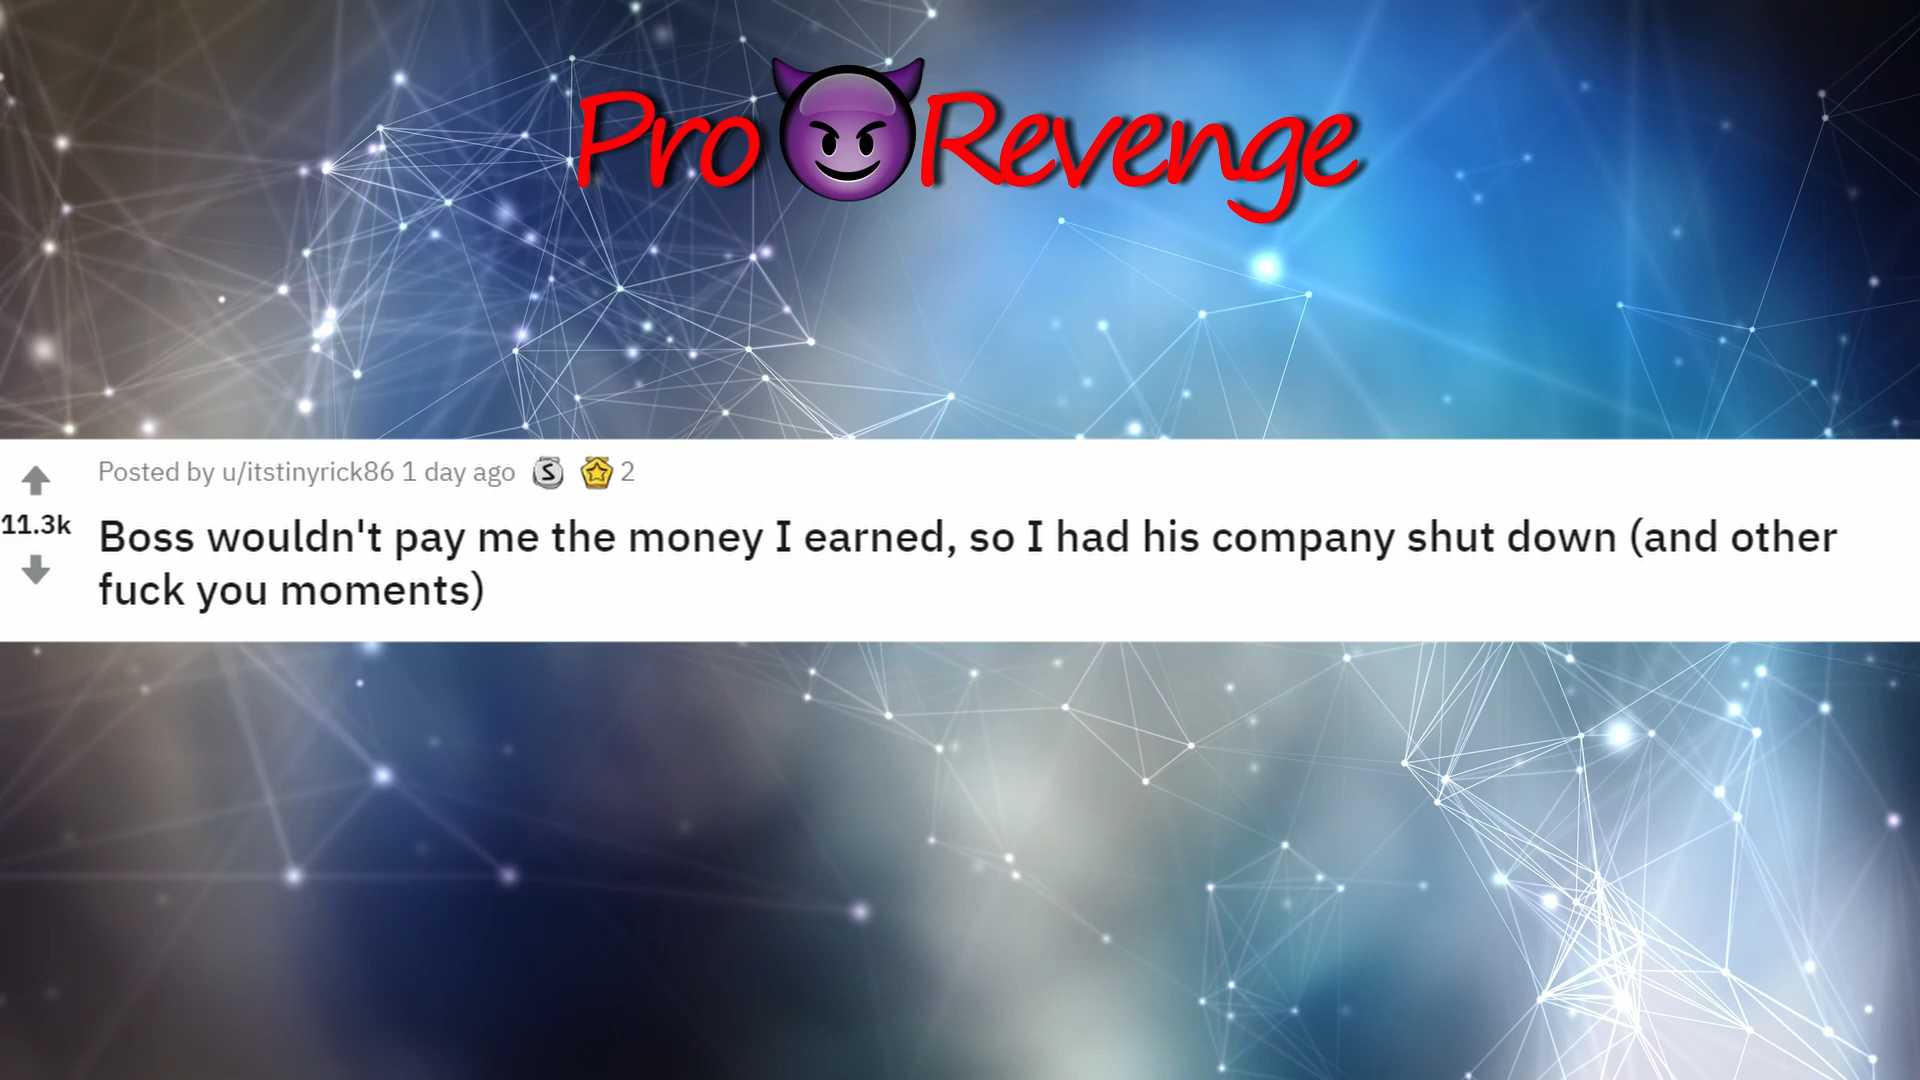 Pro Revenge
Posted by u/itstinyrick86 1 day ago S 2
11.3k
Boss wouldn't pay me the money I earned, so I had his company shut down (and other
fuck you moments)